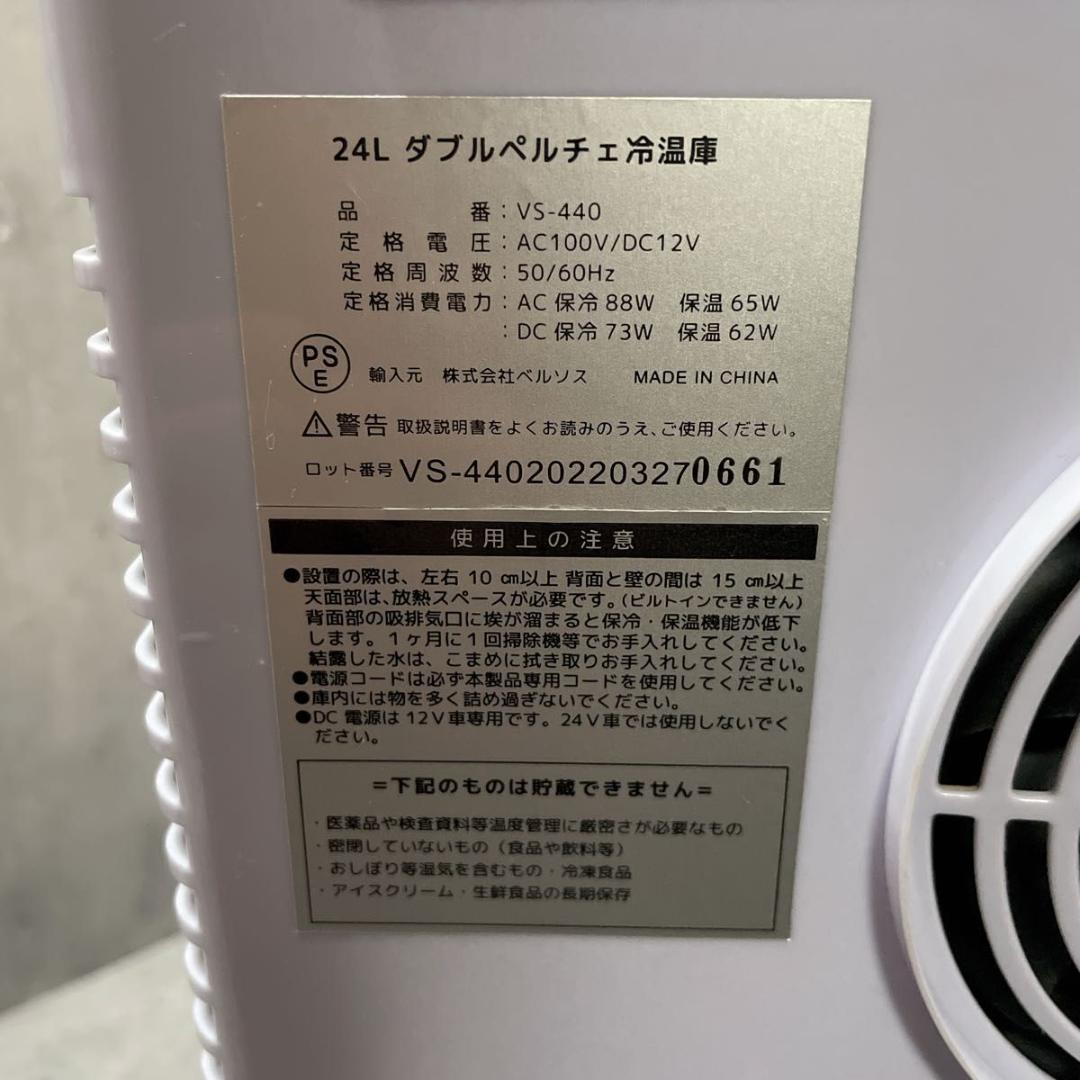 24L ダブルペルチェ冷温庫
品番：VS-440
定格電圧：AC100V/DC12V
定格周波数：50/60Hz
定格消費電力：AC 保冷 88W 保温 65W
：DC 保冷 73W 保温 62W
PSE 輸入元 株式会社ベルソス MADE IN CHINA
⚠警告 取扱説明書をよくお読みのうえ、ご使用ください。
ロット番号 VS-440202203270661
使用上の注意
●設置の際は、左右 10 ㎝以上 背面と壁の間は 15 ㎝以上
天面部は、放熱スペースが必要です。（ビルトインできません）
背面部の吸排気口に埃が溜まると保冷・保温機能が低下
します。1ヶ月に1回掃除機等でお手入れしてください。
結露した水は、こまめに拭き取りお手入れしてください。
●電源コードは必ず本製品専用コードを使用してください。
●庫内には物を多く詰め過ぎないでください。
●DC 電源は 12V車専用です。24V車では使用しないでく
ださい。
＝下記のものは貯蔵できません＝
・医薬品や検査資料等温度管理に厳密さが必要なもの
・密閉していないもの（食品や飲料等）
・おしぼり等湿気を含むもの・冷凍食品
・アイスクリーム・生鮮食品の長期保存